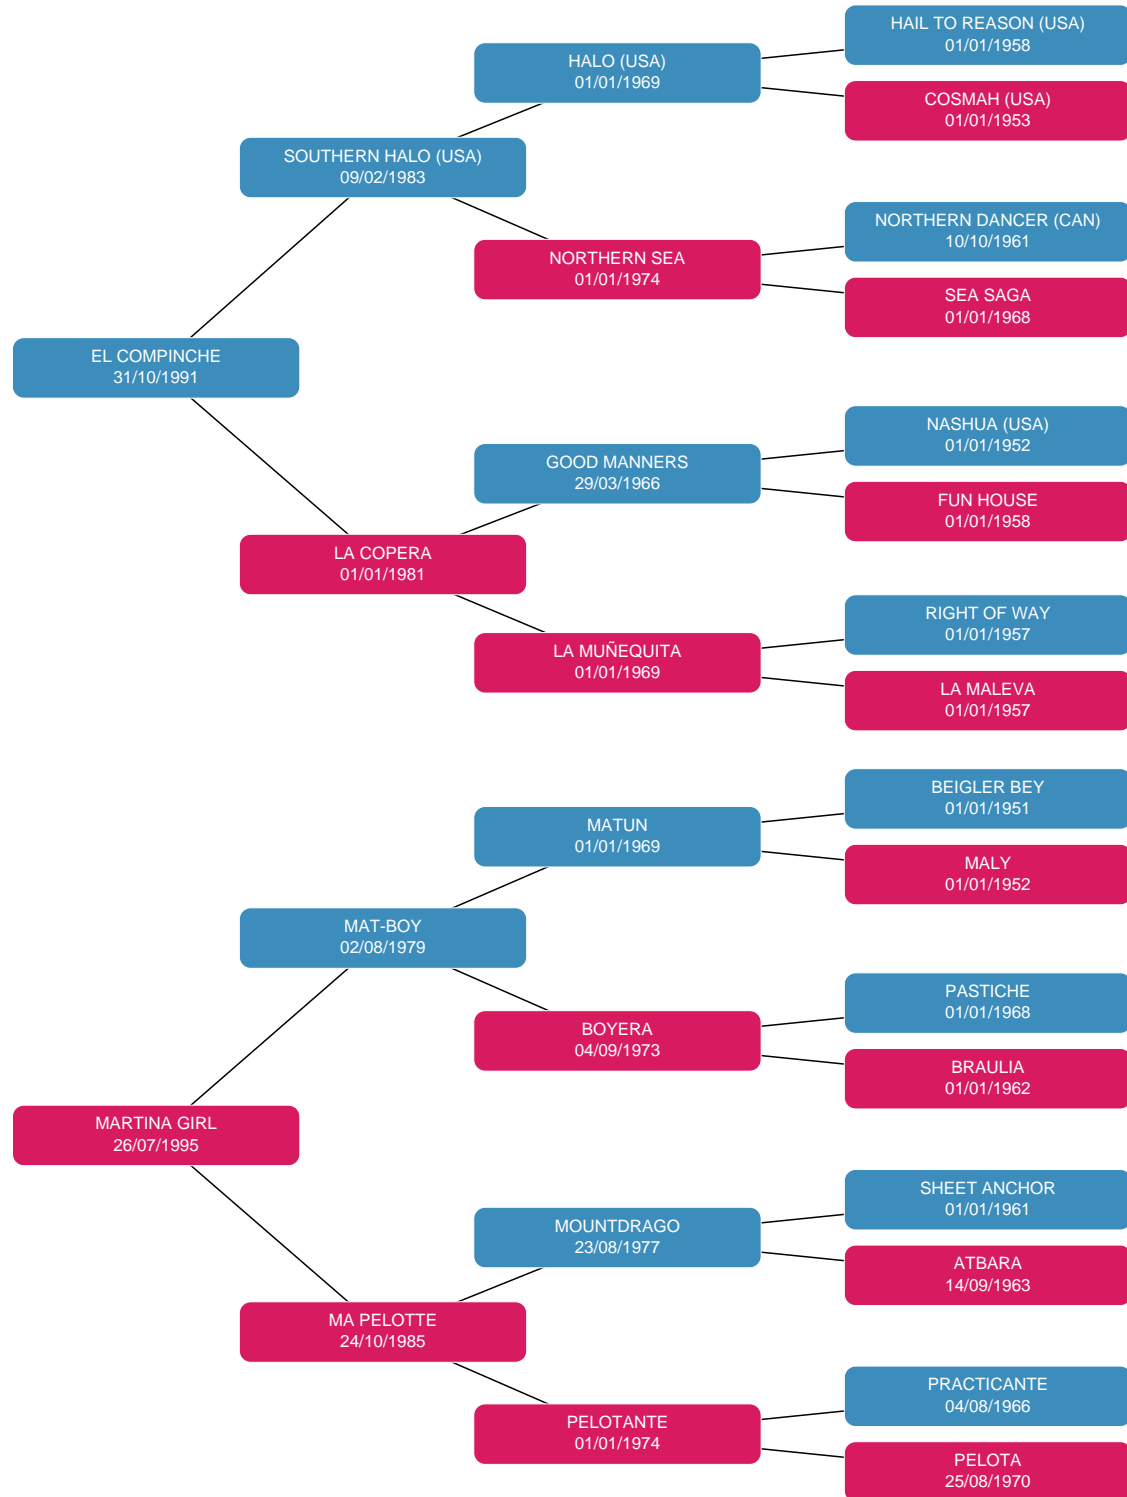 HAIL TO REASON (USA)
01/01/1958
HALO (USA)
01/01/1969
COSMAH (USA)
01/01/1953
SOUTHERN HALO (USA)
09/02/1983
NORTHERN DANCER (CAN)
10/10/1961
NORTHERN SEA
01/01/1974
SEA SAGA
01/01/1968
EL COMPINCHE
31/10/1991
NASHUA (USA)
01/01/1952
GOOD MANNERS
29/03/1966
FUN HOUSE
01/01/1958
LA COPERA
01/01/1981
RIGHT OF WAY
01/01/1957
LA MUÑEQUITA
01/01/1969
LA MALEVA
01/01/1957
BEIGLER BEY
01/01/1951
MATUN
01/01/1969
MALY
01/01/1952
MAT-BOY
02/08/1979
PASTICHE
01/01/1968
BOYERA
04/09/1973
BRAULIA
01/01/1962
MARTINA GIRL
26/07/1995
SHEET ANCHOR
01/01/1961
MOUNTDRAGO
23/08/1977
ATBARA
14/09/1963
MA PELOTTE
24/10/1985
PRACTICANTE
04/08/1966
PELOTANTE
01/01/1974
PELOTA
25/08/1970